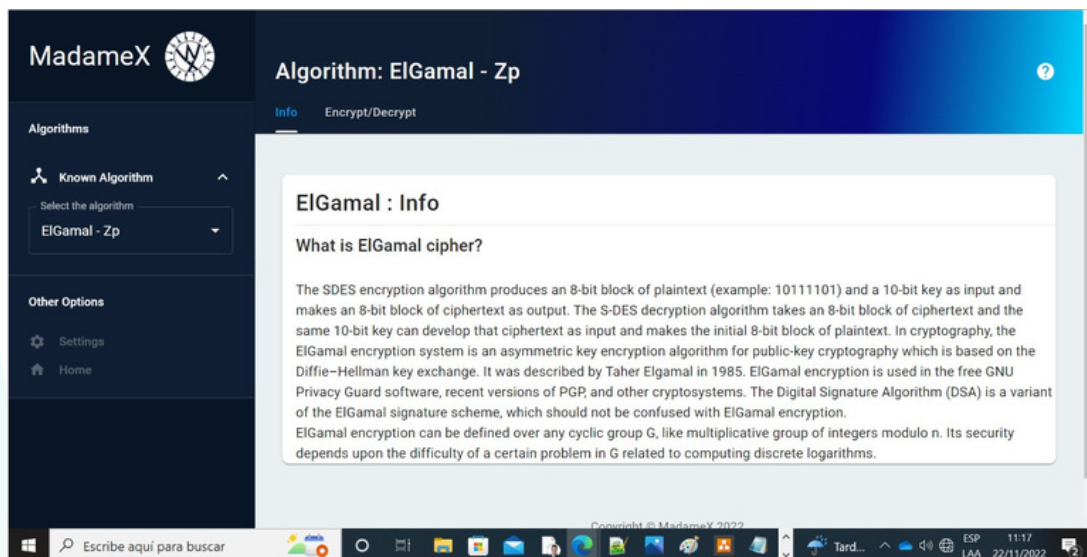 MadameX
Algorithms
Known Algorithm
Select the algorithm
ElGamal - Zp
Other Options
Settings
Home
Algorithm: ElGamal - Zp
Info Encrypt/Decrypt
ElGamal : Info
What is ElGamal cipher?
The SDES encryption algorithm produces an 8-bit block of plaintext (example: 10111101) and a 10-bit key as input and
makes an 8-bit block of ciphertext as output. The S-DES decryption algorithm takes an 8-bit block of ciphertext and the
same 10-bit key can develop that ciphertext as input and makes the initial 8-bit block of plaintext. In cryptography, the
ElGamal encryption system is an asymmetric key encryption algorithm for public-key cryptography which is based on the
Diffie–Hellman key exchange. It was described by Taher Elgamal in 1985. ElGamal encryption is used in the free GNU
Privacy Guard software, recent versions of PGP, and other cryptosystems. The Digital Signature Algorithm (DSA) is a variant
of the ElGamal signature scheme, which should not be confused with ElGamal encryption.
ElGamal encryption can be defined over any cyclic group G, like multiplicative group of integers modulo n. Its security
depends upon the difficulty of a certain problem in G related to computing discrete logarithms.
Copyright © MadameX 2022
Escribe aquí para buscar
Tard...
ESP
LAA
11:17
22/11/2022